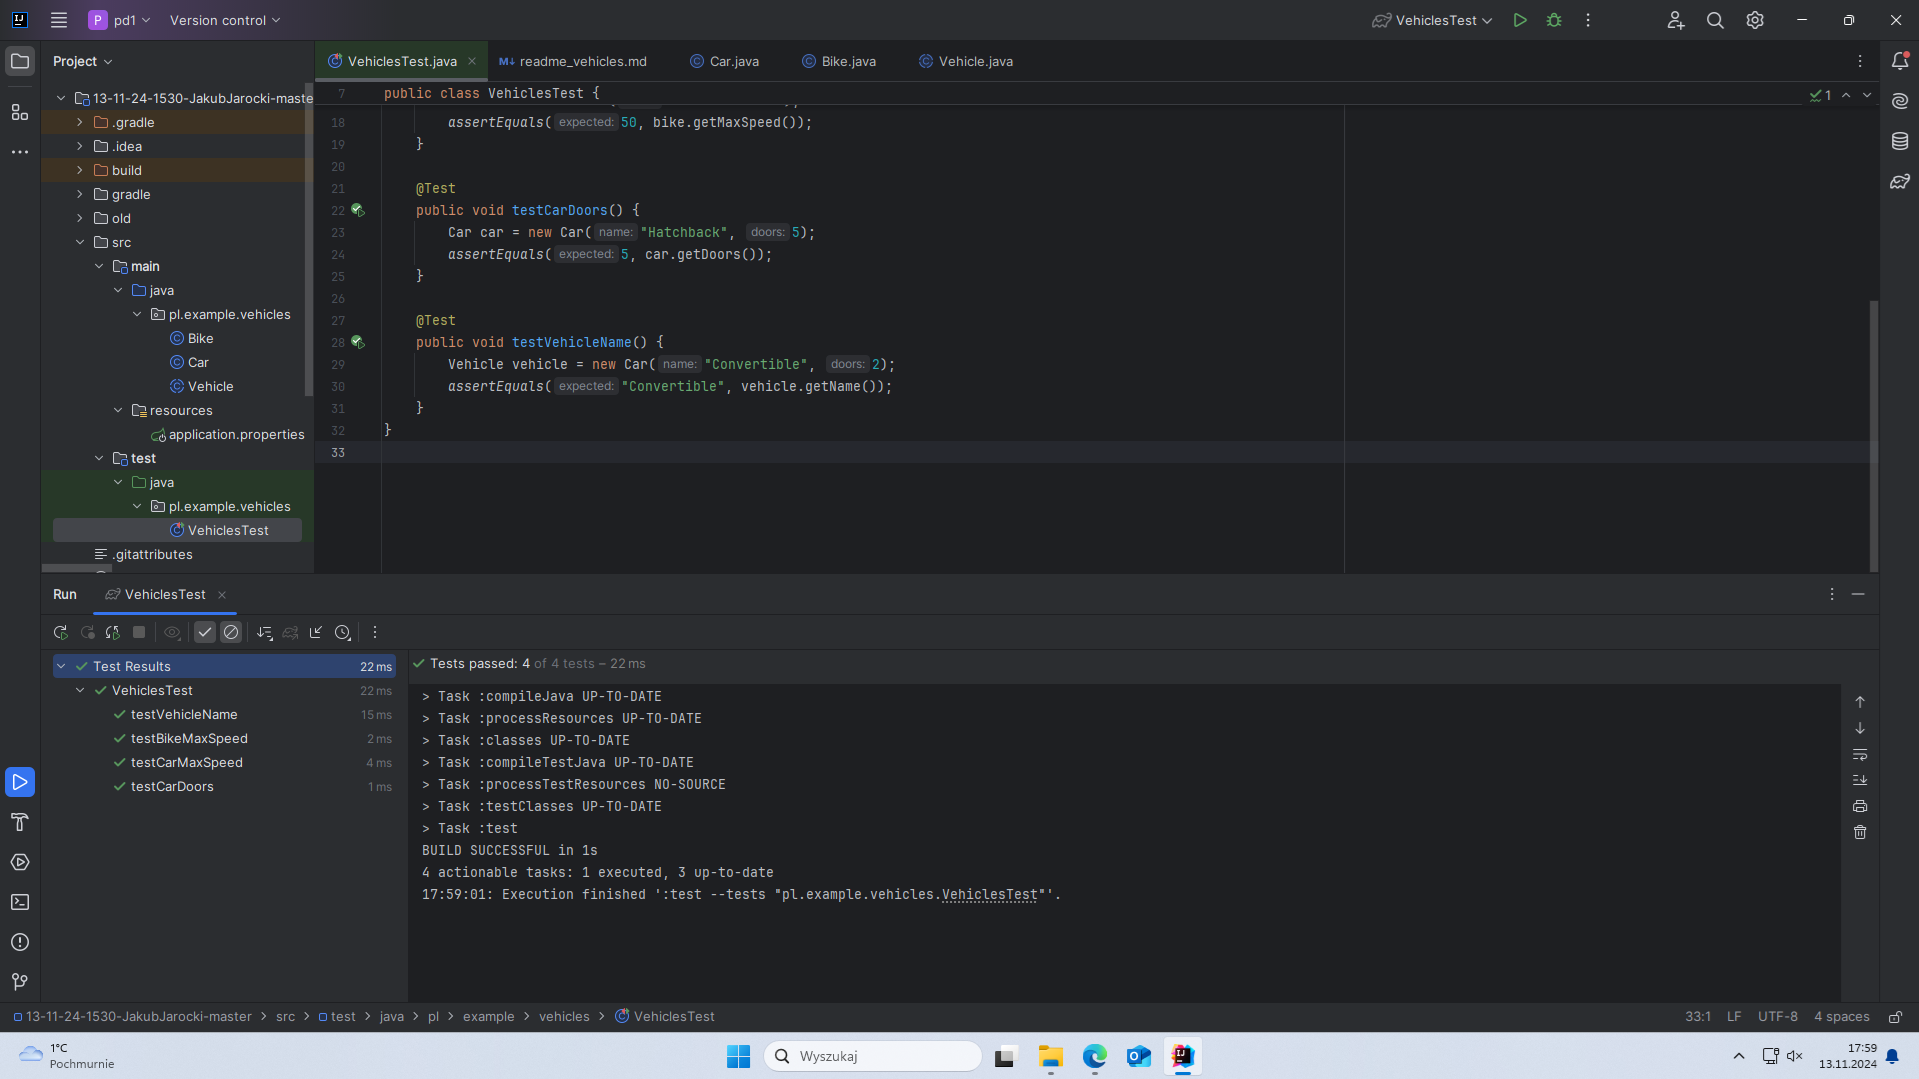 P pd1 Version control VehiclesTest
Project
VehiclesTest.java M↓ readme_vehicles.md Car.java Bike.java Vehicle.java
13-11-24-1530-JakubJarocki-maste
.gradle
.idea
build
gradle
old
src
main
java
pl.example.vehicles
Bike
Car
Vehicle
resources
application.properties
test
java
pl.example.vehicles
VehiclesTest
.gitattributes
7 public class VehiclesTest {
1
18 assertEquals( expected: 50, bike.getMaxSpeed());
19 }
20
21 @Test
22 public void testCarDoors() {
23 Car car = new Car( name: "Hatchback", doors: 5);
24 assertEquals( expected: 5, car.getDoors());
25 }
26
27 @Test
28 public void testVehicleName() {
29 Vehicle vehicle = new Car( name: "Convertible", doors: 2);
30 assertEquals( expected: "Convertible", vehicle.getName());
31 }
32 }
33
Run VehiclesTest
Test Results 22 ms
VehiclesTest 22 ms
testVehicleName 15 ms
testBikeMaxSpeed 2 ms
testCarMaxSpeed 4 ms
testCarDoors 1 ms
Tests passed: 4 of 4 tests – 22 ms
> Task :compileJava UP-TO-DATE
> Task :processResources UP-TO-DATE
> Task :classes UP-TO-DATE
> Task :compileTestJava UP-TO-DATE
> Task :processTestResources NO-SOURCE
> Task :testClasses UP-TO-DATE
> Task :test
BUILD SUCCESSFUL in 1s
4 actionable tasks: 1 executed, 3 up-to-date
17:59:01: Execution finished ':test --tests "pl.example.vehicles.VehiclesTest"'.
13-11-24-1530-JakubJarocki-master > src > test > java > pl > example > vehicles > VehiclesTest
33:1 LF UTF-8 4 spaces
1°C
Pochmurnie
Wyszukaj
17:59
13.11.2024